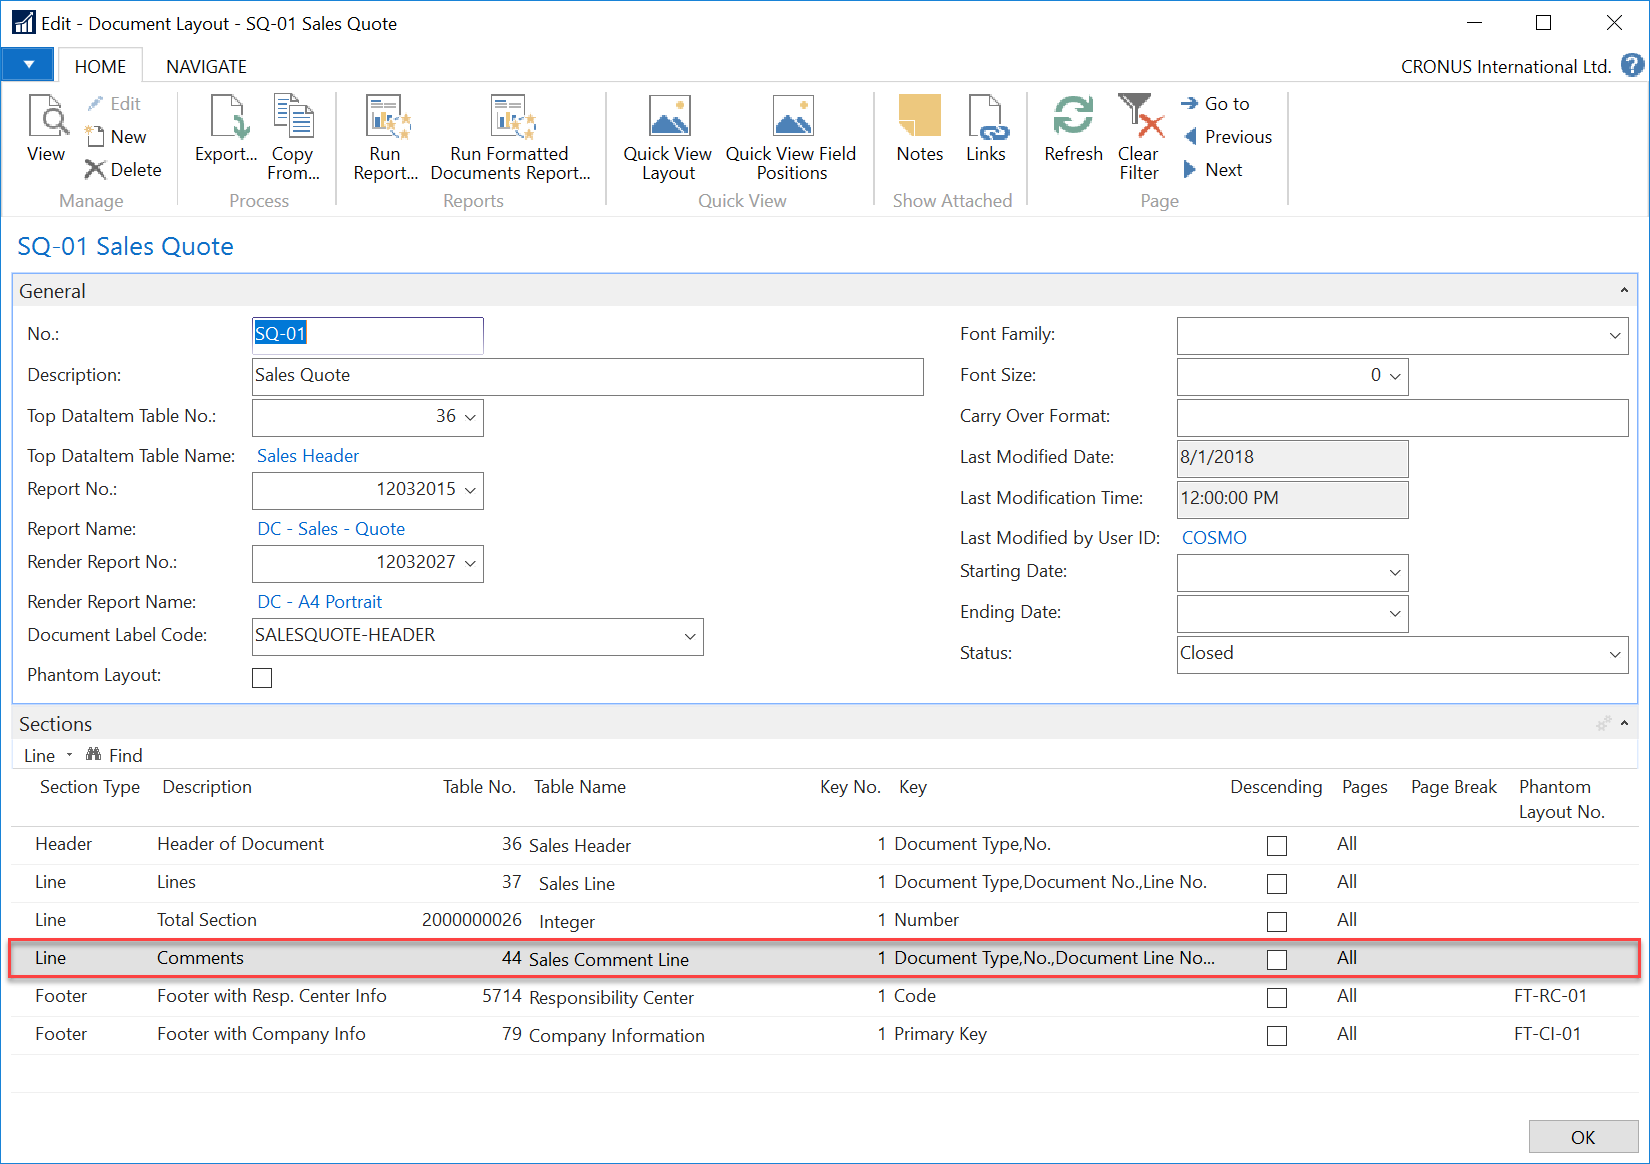 Edit - Document Layout - SQ-01 Sales Quote
HOME NAVIGATE CRONUS International Ltd. ?
View Edit New Delete Manage
Export... Copy From... Process
Run Report... Run Formatted Documents Report... Reports
Quick View Layout Quick View Field Positions Quick View
Notes Links Show Attached
Refresh Clear Filter Go to Previous Next Page
SQ-01 Sales Quote
General
No.: SQ-01
Description: Sales Quote
Top DataItem Table No.: 36
Top DataItem Table Name: Sales Header
Report No.: 12032015
Report Name: DC - Sales - Quote
Render Report No.: 12032027
Render Report Name: DC - A4 Portrait
Document Label Code: SALESQUOTE-HEADER
Phantom Layout:
Font Family:
Font Size: 0
Carry Over Format:
Last Modified Date: 8/1/2018
Last Modification Time: 12:00:00 PM
Last Modified by User ID: COSMO
Starting Date:
Ending Date:
Status: Closed
Sections
Line Find
Section Type Description Table No. Table Name Key No. Key Descending Pages Page Break Phantom Layout No.
Header Header of Document 36 Sales Header 1 Document Type,No. All
Line Lines 37 Sales Line 1 Document Type,Document No.,Line No. All
Line Total Section 2000000026 Integer 1 Number All
Line Comments 44 Sales Comment Line 1 Document Type,No.,Document Line No... All
Footer Footer with Resp. Center Info 5714 Responsibility Center 1 Code All FT-RC-01
Footer Footer with Company Info 79 Company Information 1 Primary Key All FT-CI-01
OK